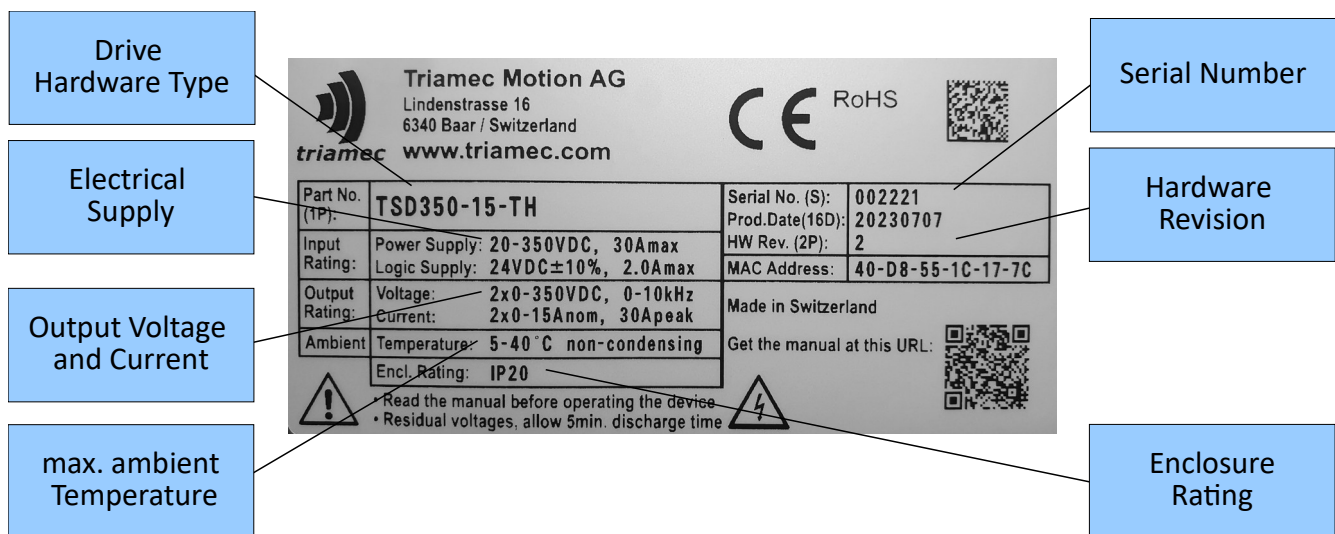 Drive
Hardware Type
Electrical
Supply
Output Voltage
and Current
max. ambient
Temperature
triamec
Triamec Motion AG
Lindenstrasse 16
6340 Baar / Switzerland
www.triamec.com
CE RoHS
Part No. (1P): TSD350-15-TH
Input Rating: Power Supply: 20-350VDC, 30Amax
Logic Supply: 24VDC±10%, 2.0Amax
Output Rating: Voltage: 2x0-350VDC, 0-10kHz
Current: 2x0-15Anom, 30Apeak
Ambient Temperature: 5-40°C non-condensing
Encl. Rating: IP20
• Read the manual before operating the device
• Residual voltages, allow 5min. discharge time
Serial No. (S): 002221
Prod.Date(16D): 20230707
HW Rev. (2P): 2
MAC Address: 40-D8-55-1C-17-7C
Made in Switzerland
Get the manual at this URL:
Serial Number
Hardware
Revision
Enclosure
Rating